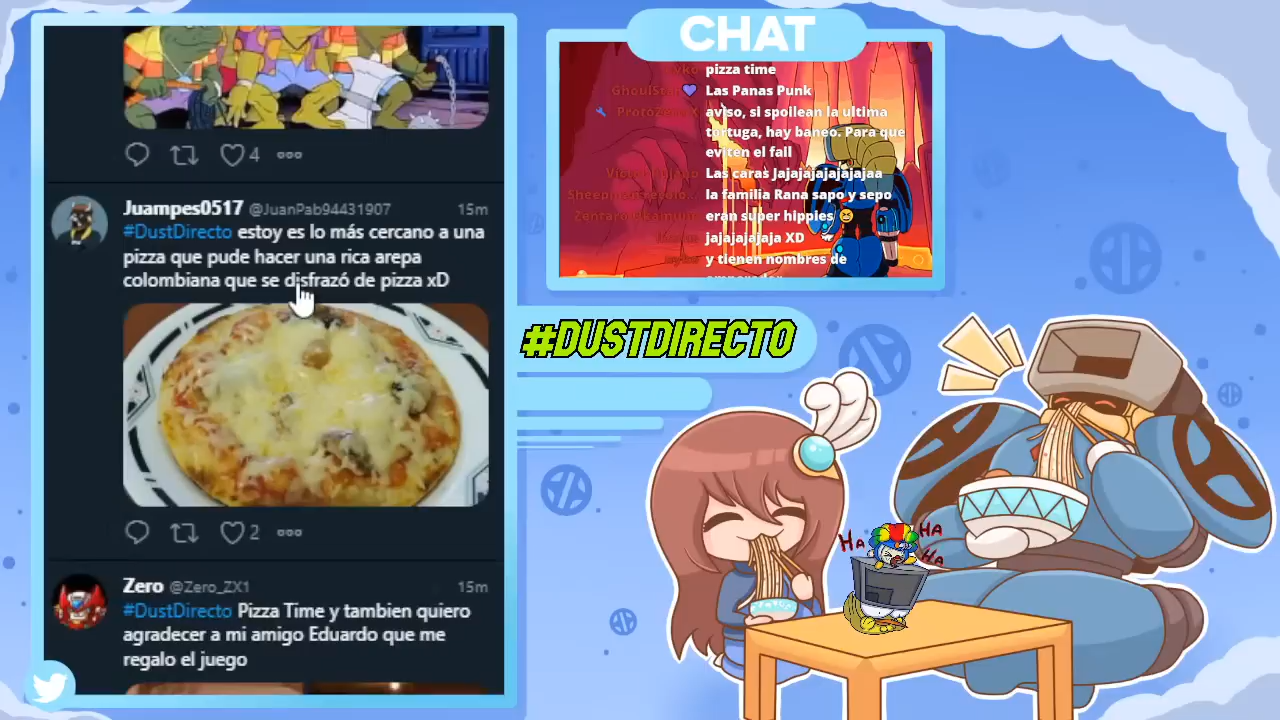 4
Juampes0517 @JuanPab94431907 15m
#DustDirecto estoy es lo más cercano a una
pizza que pude hacer una rica arepa
colombiana que se disfrazó de pizza xD
2
Zero @Zero_ZX1 15m
#DustDirecto Pizza Time y tambien quiero
agradecer a mi amigo Eduardo que me
regalo el juego
CHAT
pizza time
Las Panas Punk
aviso, si spoilean la ultima
tortuga, hay baneo. Para que
eviten el fail
Las caras Jajajajajajajajaa
la familia Rana sapo y sepo
eran super hippies
jajajajaja XD
y tienen nombres de
#DUSTDIRECTO
HA
HA
HA